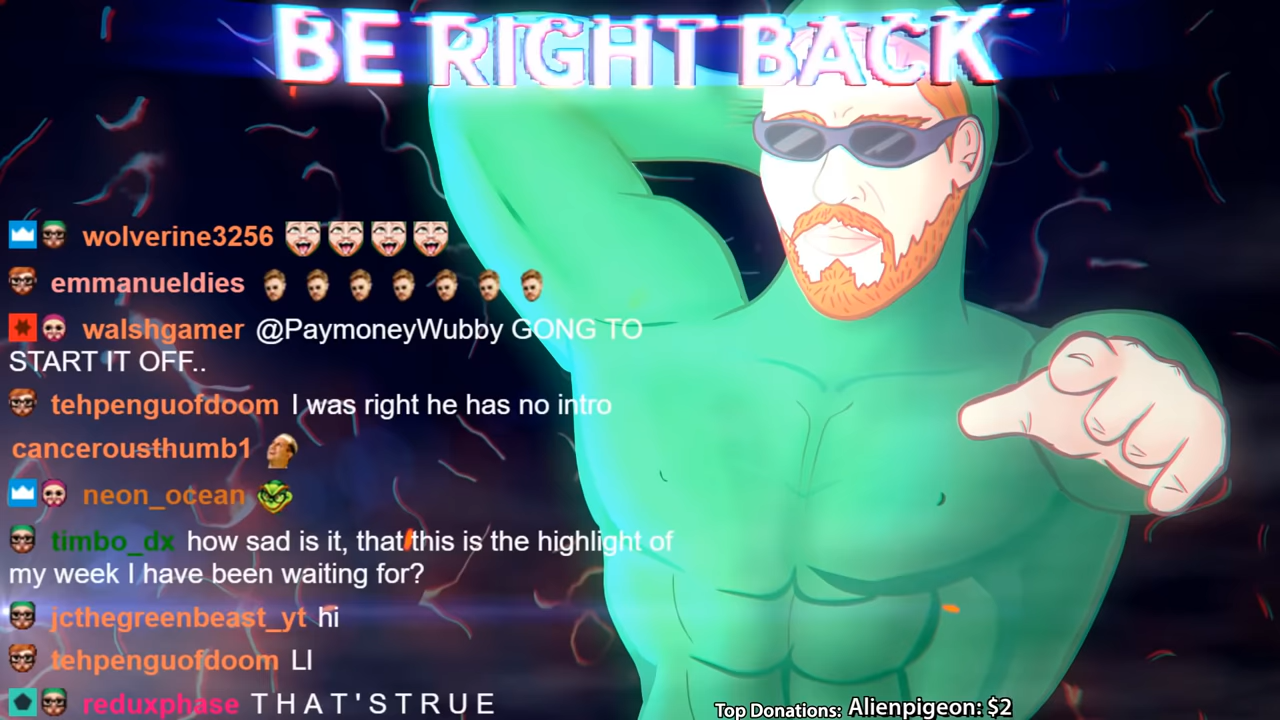 BE RIGHT BACK
wolverine3256
emmanueldies
walshgamer @PaymoneyWubby GONG TO
START IT OFF..
tehpenguofdoom I was right he has no intro
cancerousthumb1
neon_ocean
timbo_dx how sad is it, that this is the highlight of
my week I have been waiting for?
jcthegreenbeast_yt hi
tehpenguofdoom LI
reduxphase T H A T ' S T R U E
Top Donations: Alienpigeon: $2